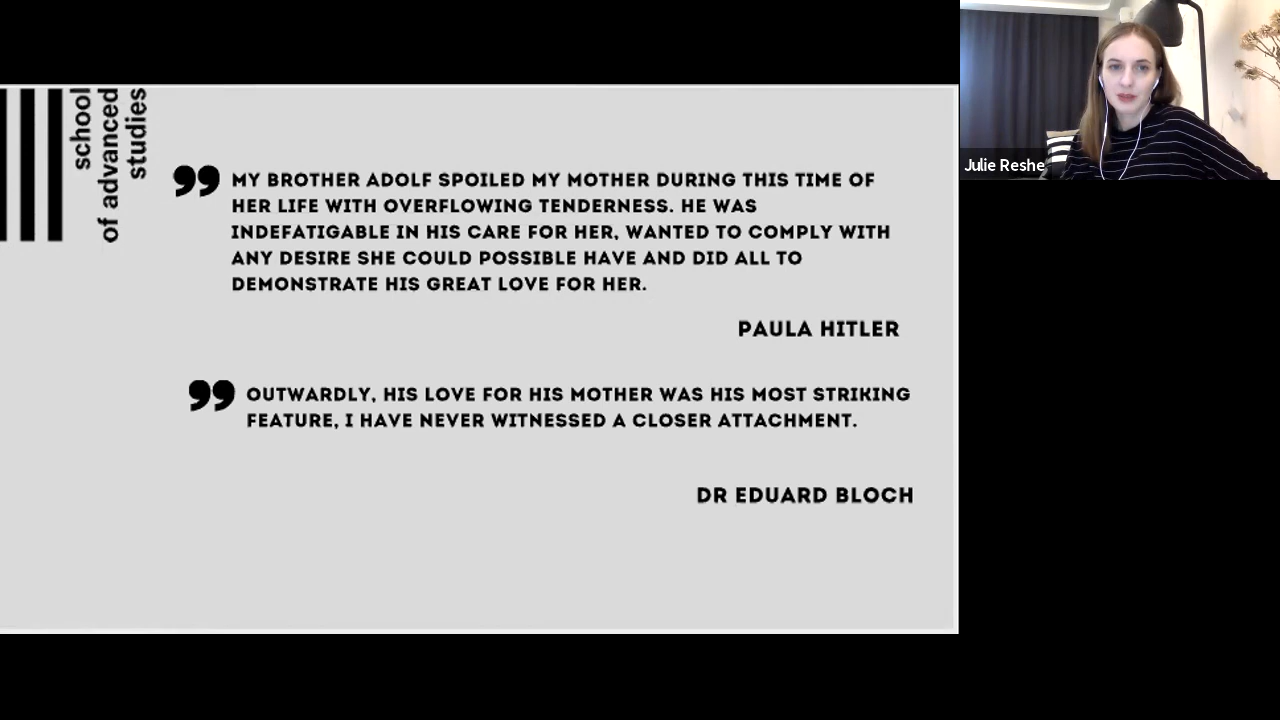 school
of advanced
studies
❞ MY BROTHER ADOLF SPOILED MY MOTHER DURING THIS TIME OF
HER LIFE WITH OVERFLOWING TENDERNESS. HE WAS
INDEFATIGABLE IN HIS CARE FOR HER, WANTED TO COMPLY WITH
ANY DESIRE SHE COULD POSSIBLE HAVE AND DID ALL TO
DEMONSTRATE HIS GREAT LOVE FOR HER.
PAULA HITLER
❞ OUTWARDLY, HIS LOVE FOR HIS MOTHER WAS HIS MOST STRIKING
FEATURE, I HAVE NEVER WITNESSED A CLOSER ATTACHMENT.
DR EDUARD BLOCH
Julie Reshe